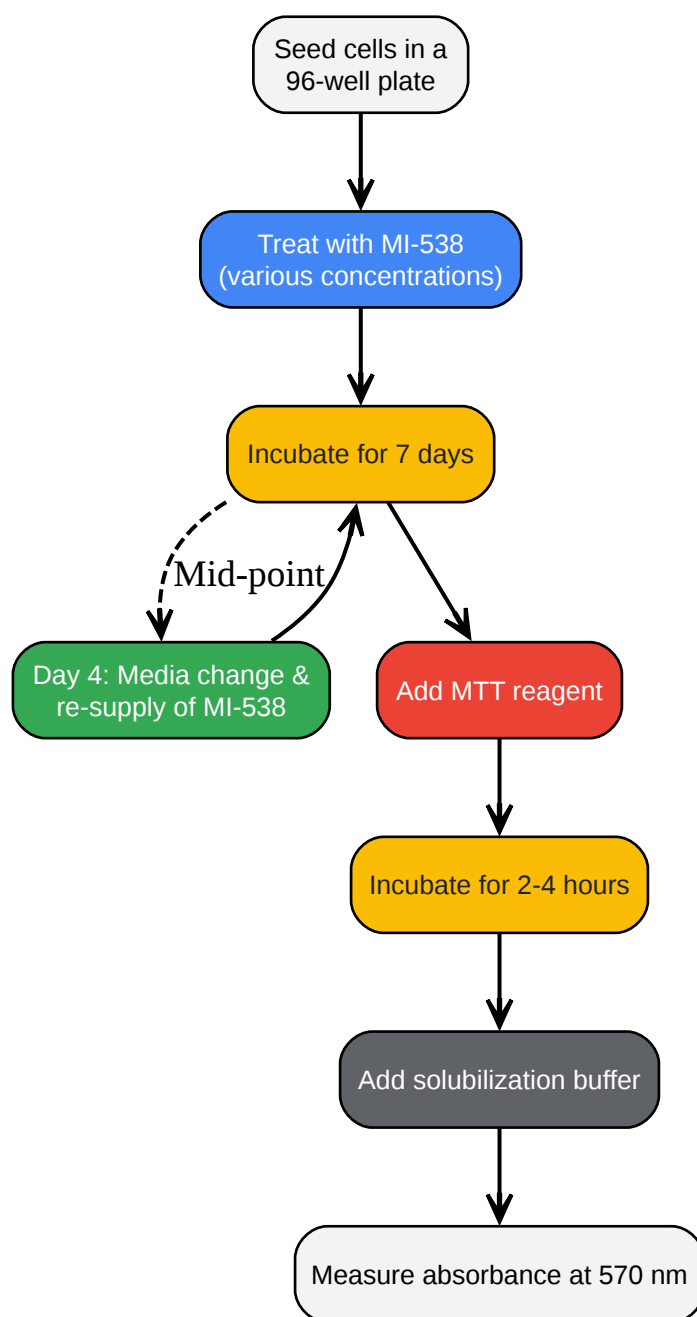 Seed cells in a
96-well plate
Treat with MI-538
(various concentrations)
Incubate for 7 days
Mid-point
Day 4: Media change &
re-supply of MI-538
Add MTT reagent
Incubate for 2-4 hours
Add solubilization buffer
Measure absorbance at 570 nm